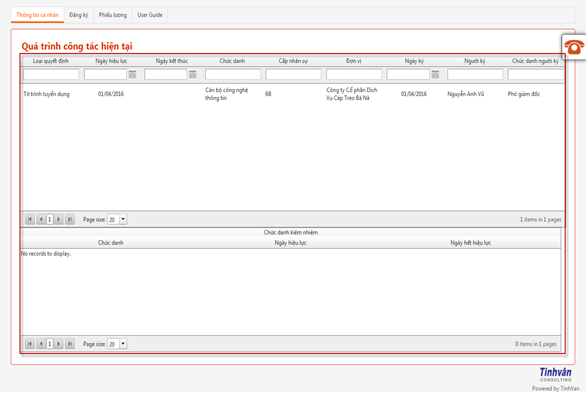 Thông tin cá nhân Đăng ký Phiếu lương User Guide
Quá trình công tác hiện tại
Loại quyết định Ngày hiệu lực Ngày kết thúc Chức danh Cấp nhân sự Đơn vị Ngày ký Người ký Chức danh người ký
Tờ trình tuyển dụng 01/04/2016 Cán bộ công nghệ thông tin 6B Công ty Cổ phần Dịch Vụ Cáp Treo Bà Nà 01/04/2016 Nguyễn Anh Vũ Phó giám đốc
1 Page size: 20 1 items in 1 pages
Chức danh kiêm nhiệm
Chức danh Ngày hiệu lực Ngày hết hiệu lực
No records to display.
1 Page size: 20 0 items in 1 pages
Tinhvân
CONSULTING
Powered by TinhVan